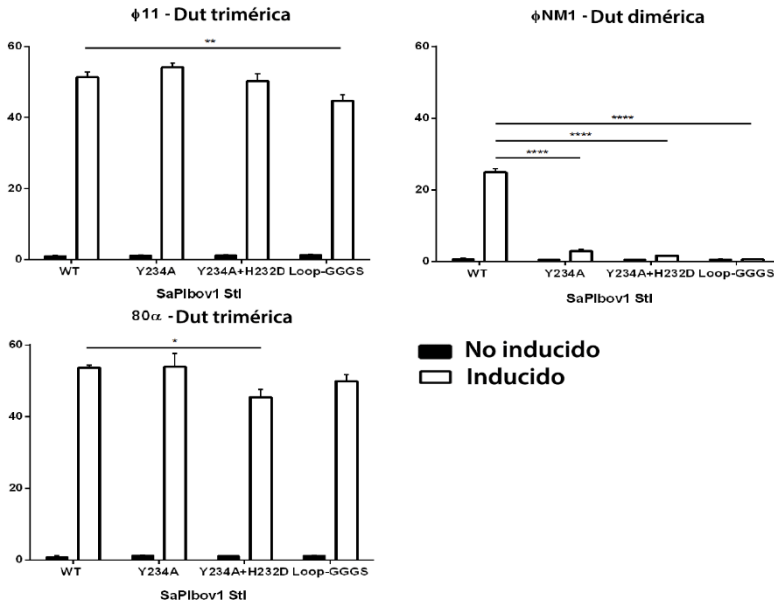 ϕ11 - Dut trimérica
**
60
40
20
0
WT Y234A Y234A+H232D Loop-GGGS
SaPIbov1 Stl
ϕNM1 - Dut dimérica
60
40
20
0
****
****
****
WT Y234A Y234A+H232D Loop-GGGS
SaPIbov1 Stl
80α - Dut trimérica
*
60
40
20
0
WT Y234A Y234A+H232D Loop-GGGS
SaPIbov1 Stl
No inducido
Inducido